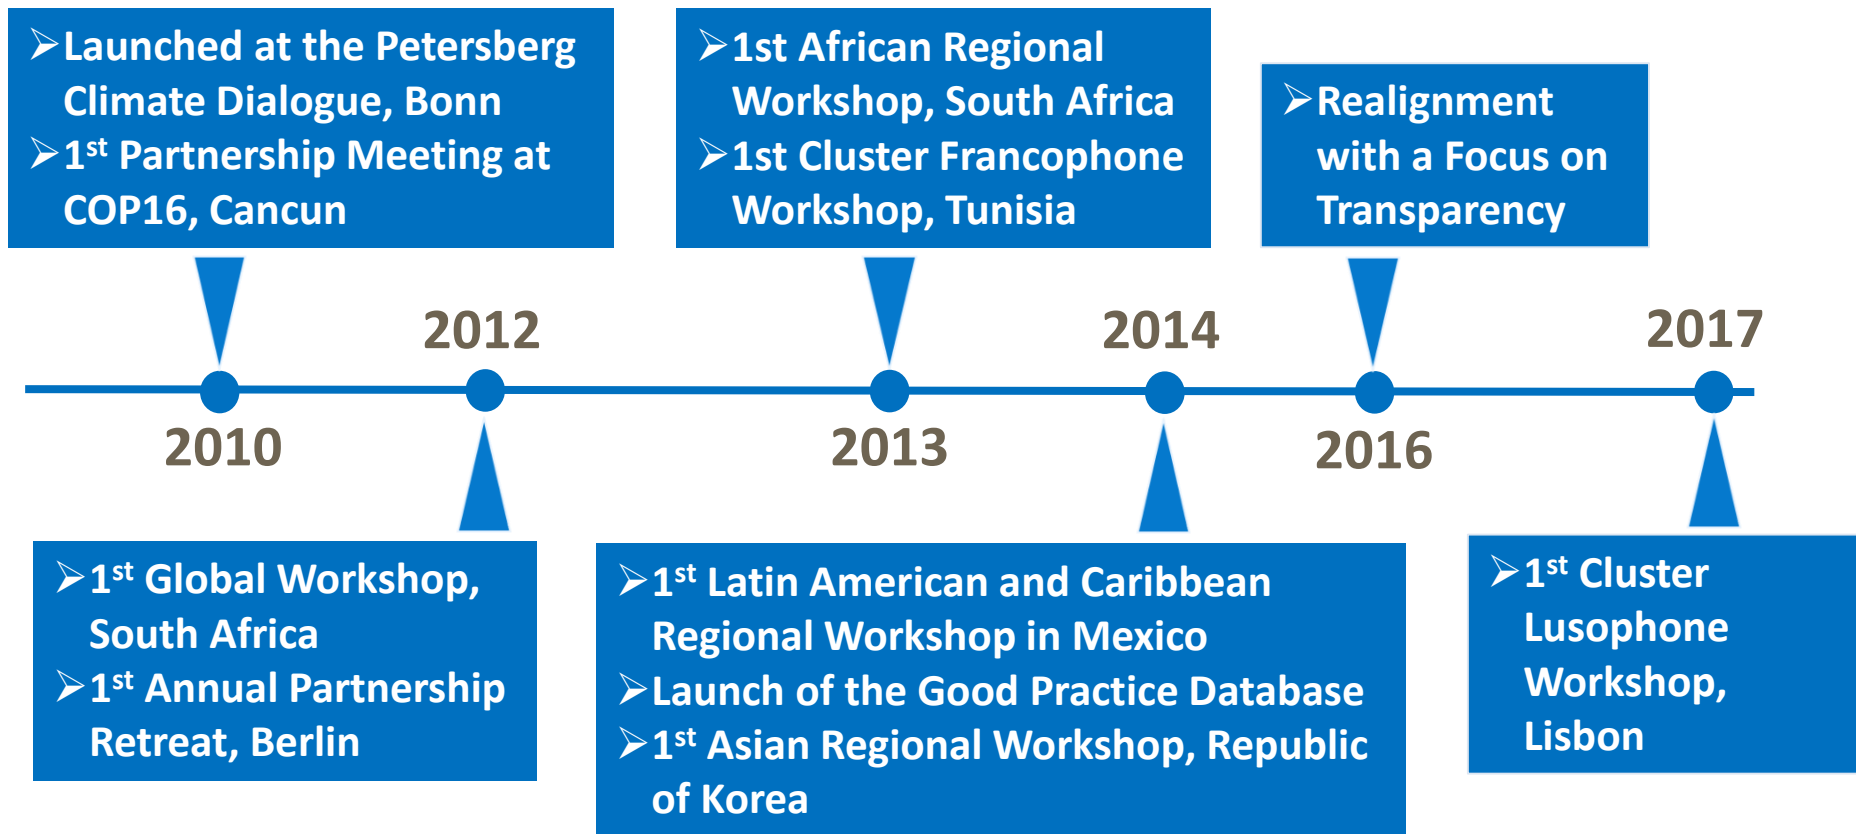 ➢Launched at the Petersberg
Climate Dialogue, Bonn
➢1st Partnership Meeting at
COP16, Cancun
➢1st African Regional
Workshop, South Africa
➢1st Cluster Francophone
Workshop, Tunisia
➢Realignment
with a Focus on
Transparency
2012
2014
2017
2010
2013
2016
➢1st Global Workshop,
South Africa
➢1st Annual Partnership
Retreat, Berlin
➢1st Latin American and Caribbean
Regional Workshop in Mexico
➢Launch of the Good Practice Database
➢1st Asian Regional Workshop, Republic
of Korea
➢1st Cluster
Lusophone
Workshop,
Lisbon